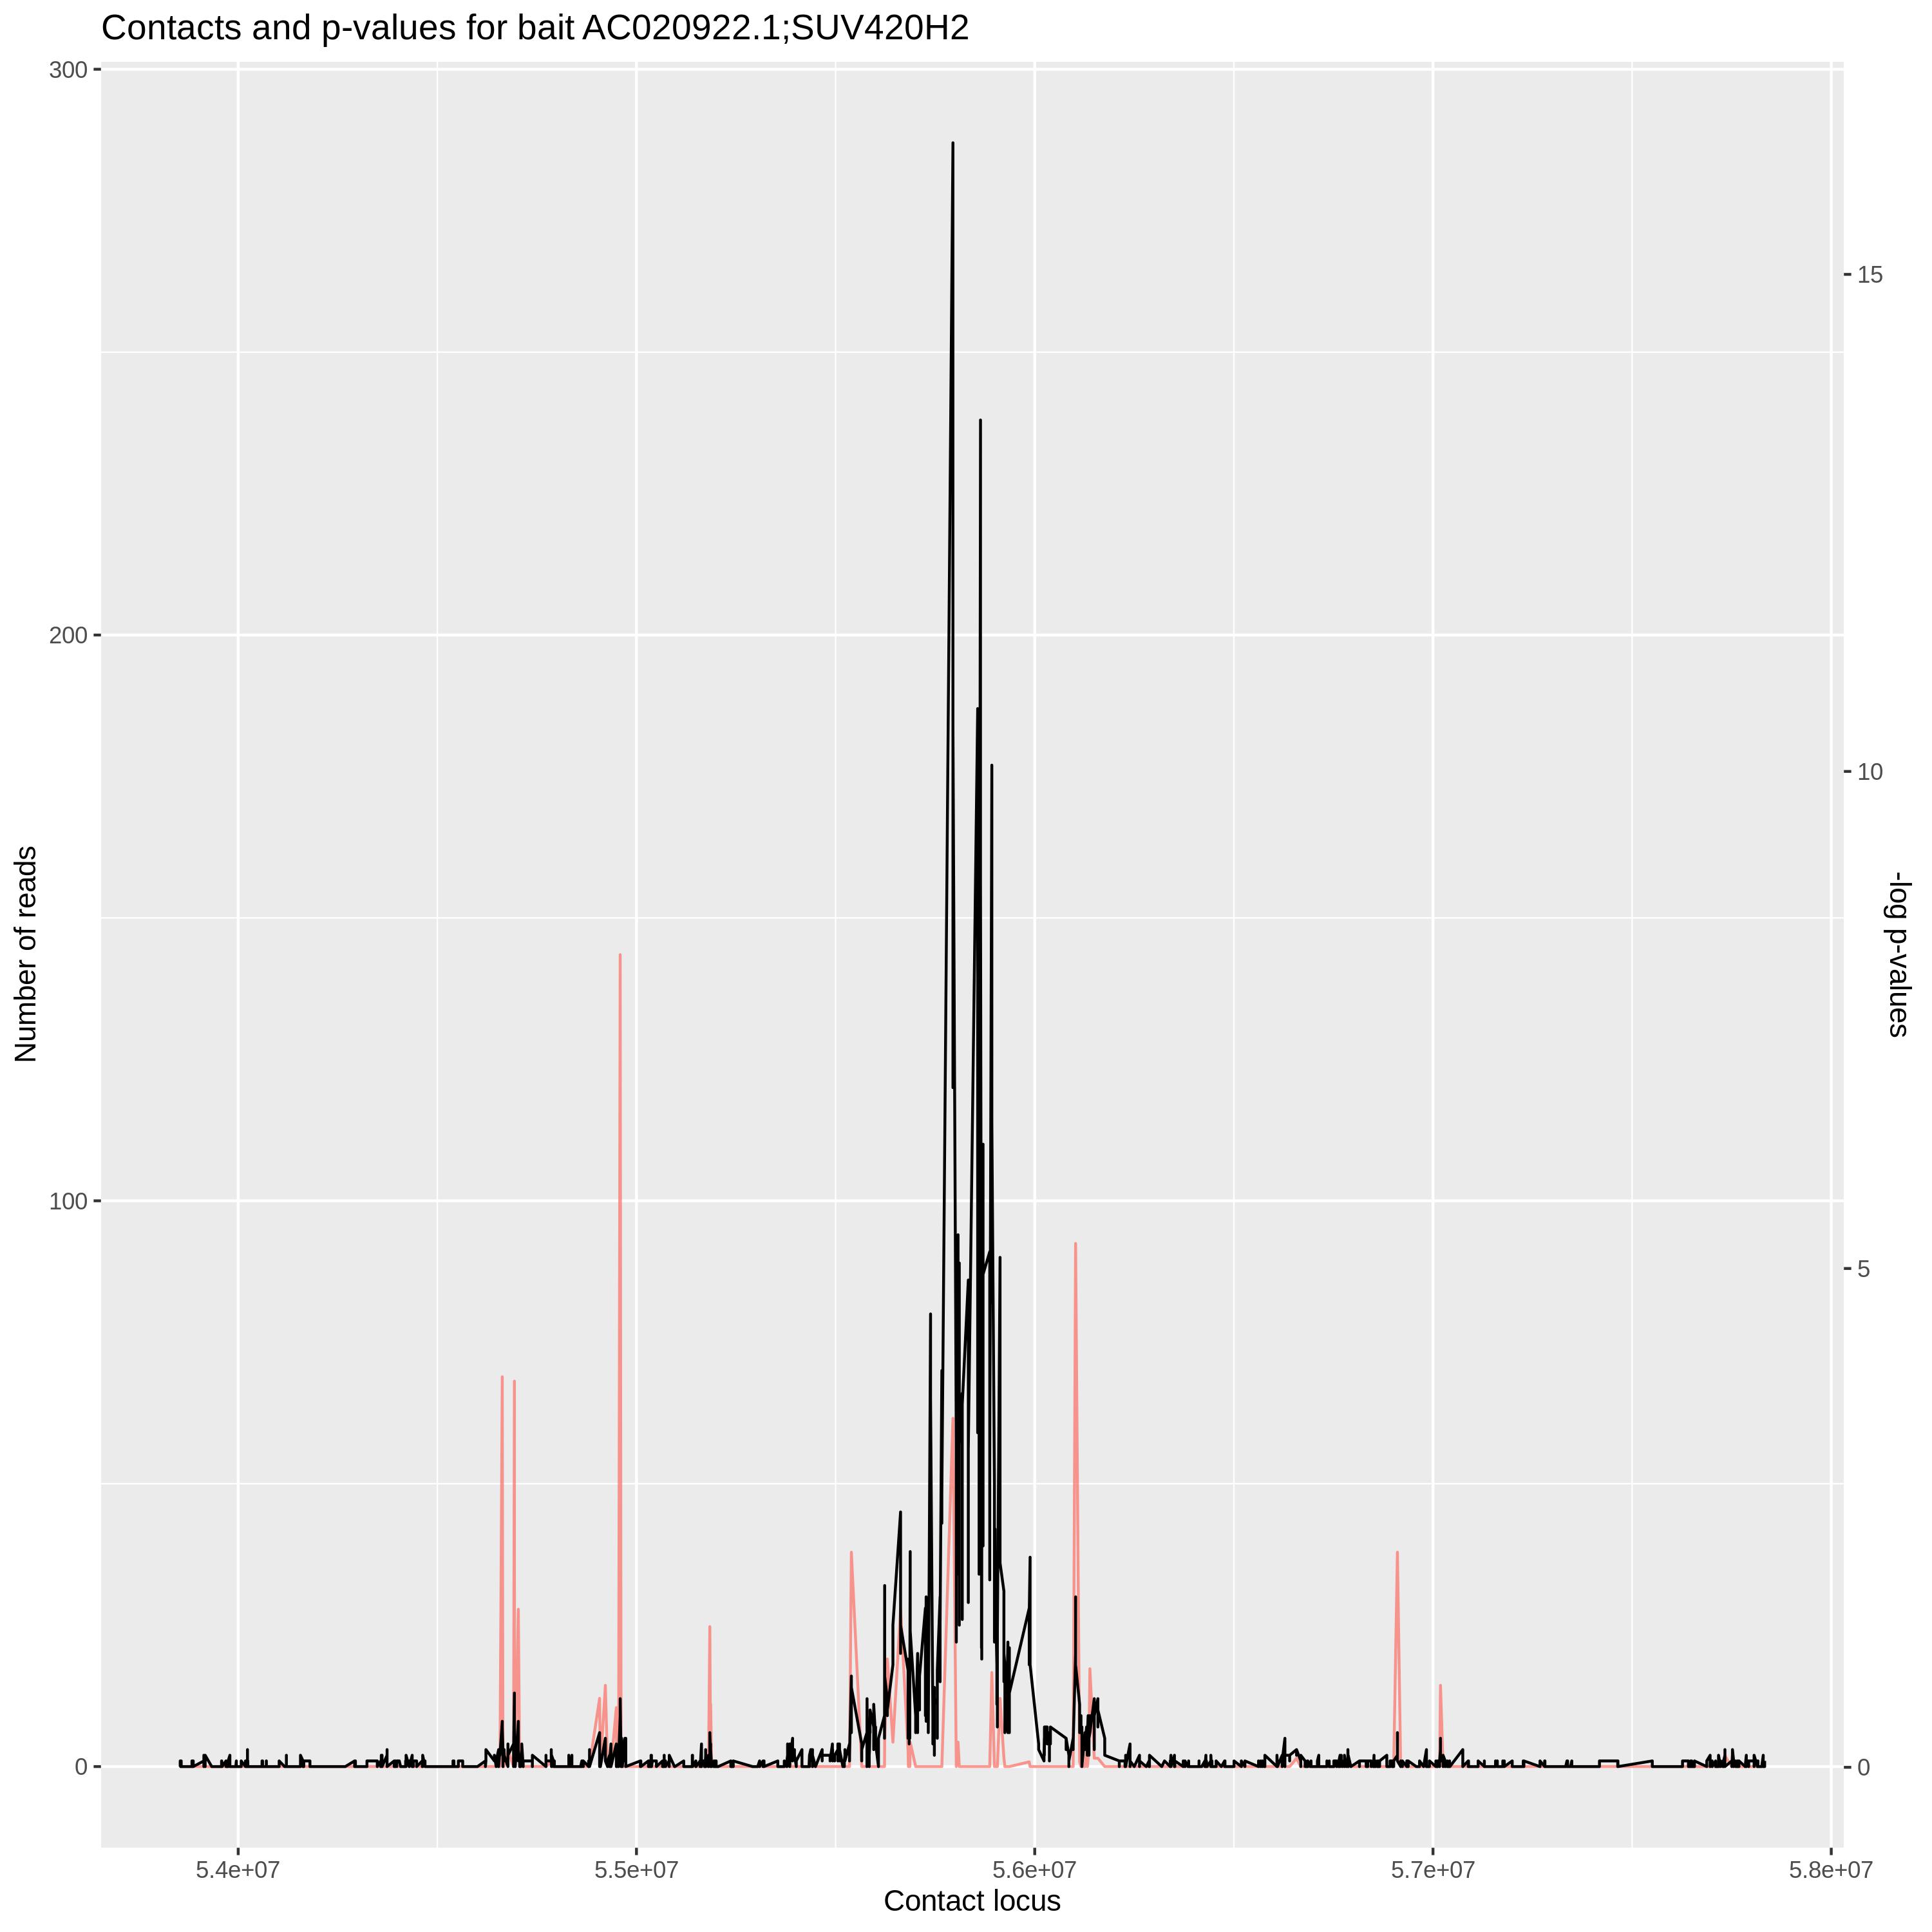 Contacts and p-values for bait AC020922.1;SUV420H2
300
200
100
0
Number of reads
15
10
5
0
-log p-values
5.4e+07
5.5e+07
5.6e+07
5.7e+07
5.8e+07
Contact locus